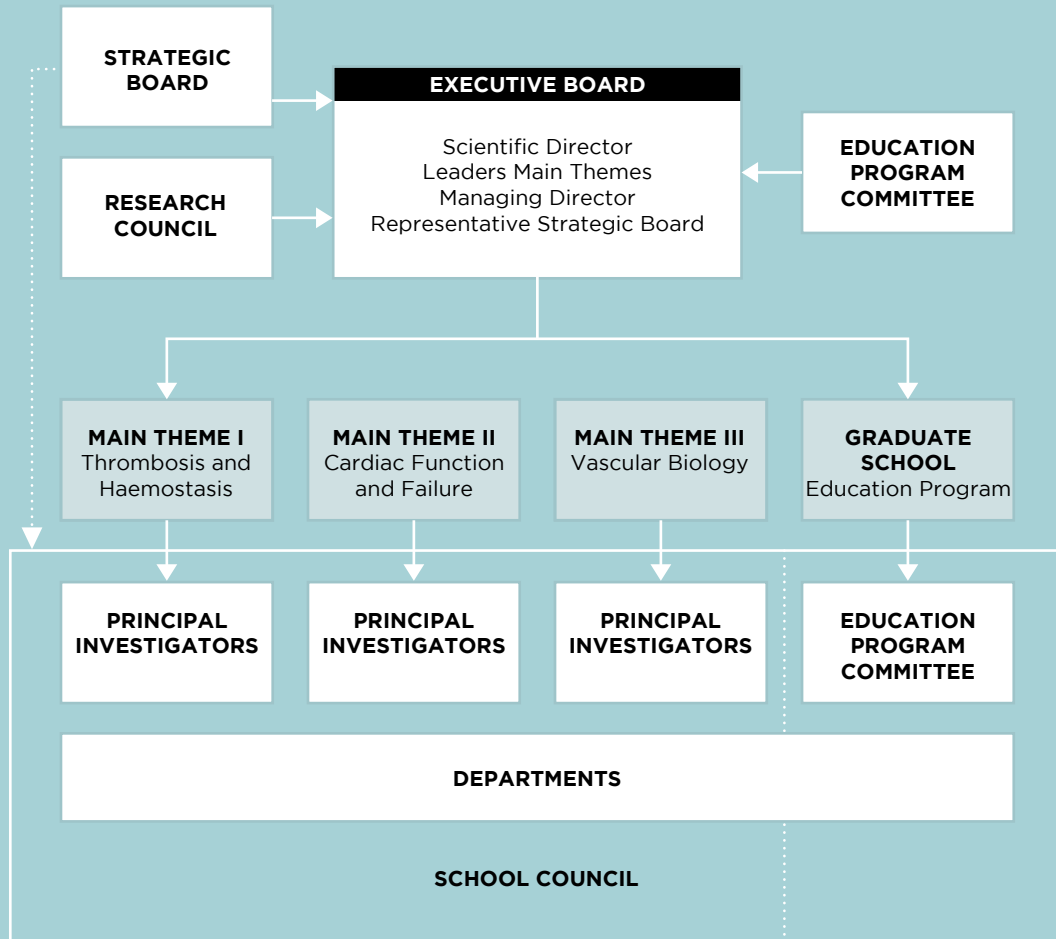 STRATEGIC
BOARD
EXECUTIVE BOARD
Scientific Director
Leaders Main Themes
Managing Director
Representative Strategic Board
EDUCATION
PROGRAM
COMMITTEE
RESEARCH
COUNCIL
MAIN THEME I
Thrombosis and
Haemostasis
MAIN THEME II
Cardiac Function
and Failure
MAIN THEME III
Vascular Biology
GRADUATE
SCHOOL
Education Program
PRINCIPAL
INVESTIGATORS
PRINCIPAL
INVESTIGATORS
PRINCIPAL
INVESTIGATORS
EDUCATION
PROGRAM
COMMITTEE
DEPARTMENTS
SCHOOL COUNCIL